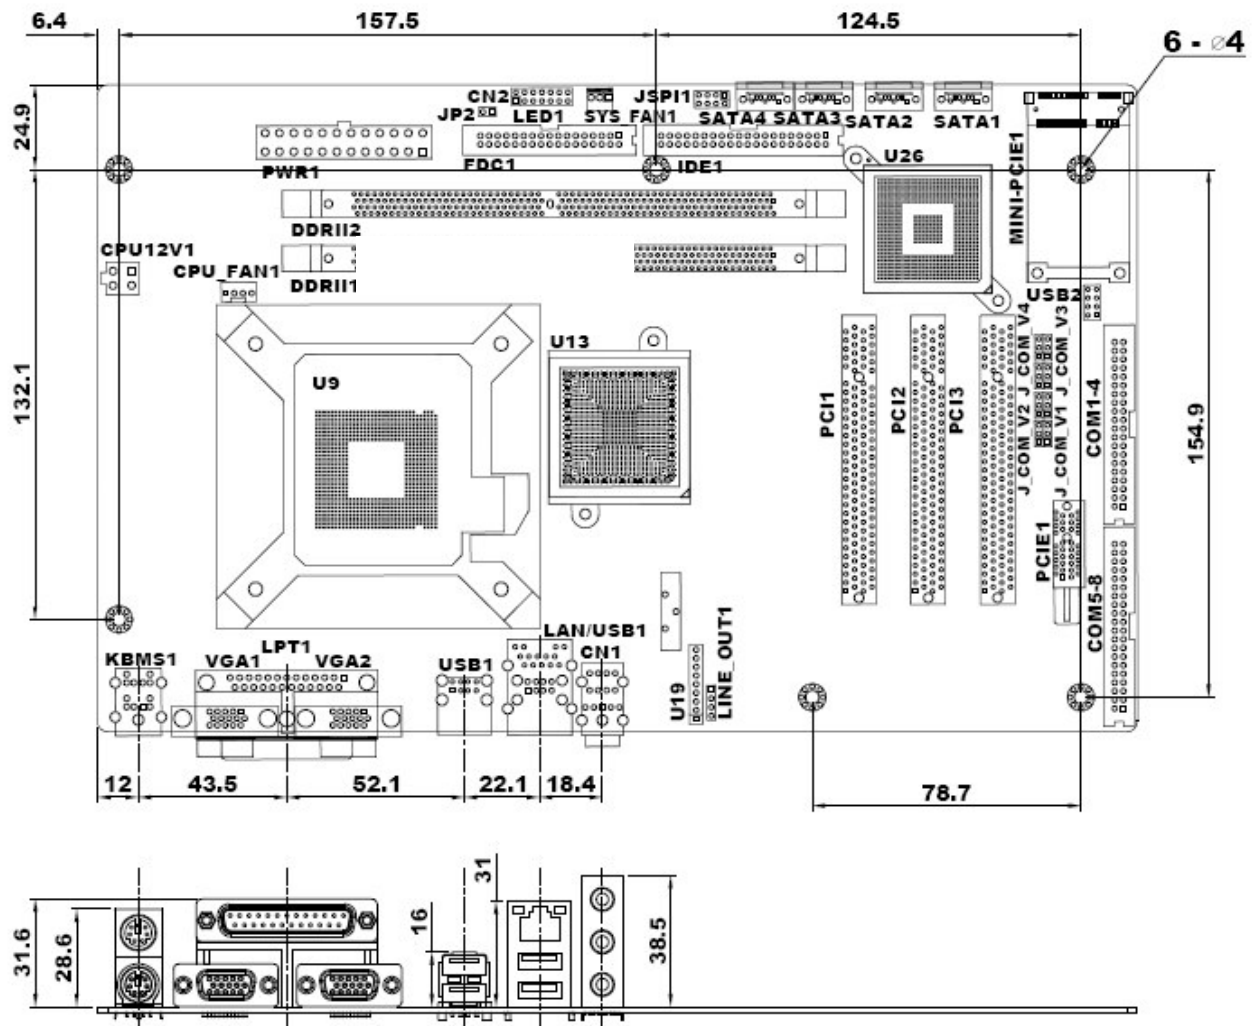 6.4
157.5
124.5
6 - ⌀4
24.9
CN2
LED1
SYS_FAN1
JSPI1
JP2
SATA4
SATA3
SATA2
SATA1
PWR1
FDC1
IDE1
U26
MINI-PCIE1
DDRII2
CPU12V1
CPU_FAN1
DDRII1
USB2
132.1
U9
U13
PCI1
PCI2
PCI3
J_COM_V2 J_COM_V4
J_COM_V1 J_COM_V3
COM1-4
154.9
PCIE1
COM5-8
KBMS1
VGA1
LPT1
VGA2
USB1
LAN/USB1
CN1
U19
LINE_OUT1
12
43.5
52.1
22.1
18.4
78.7
31.6
28.6
16
31
38.5